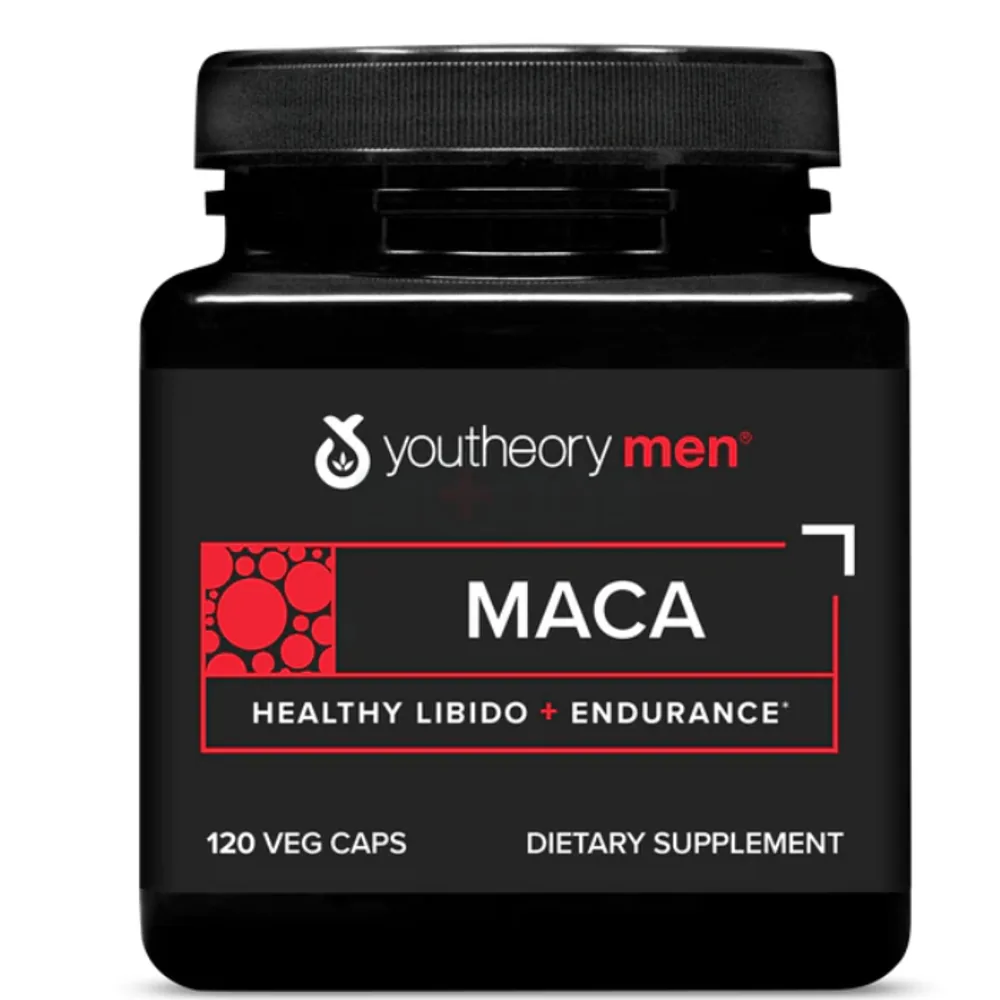 youtheory men®
MACA
HEALTHY LIBIDO + ENDURANCE*
120 VEG CAPS
DIETARY SUPPLEMENT